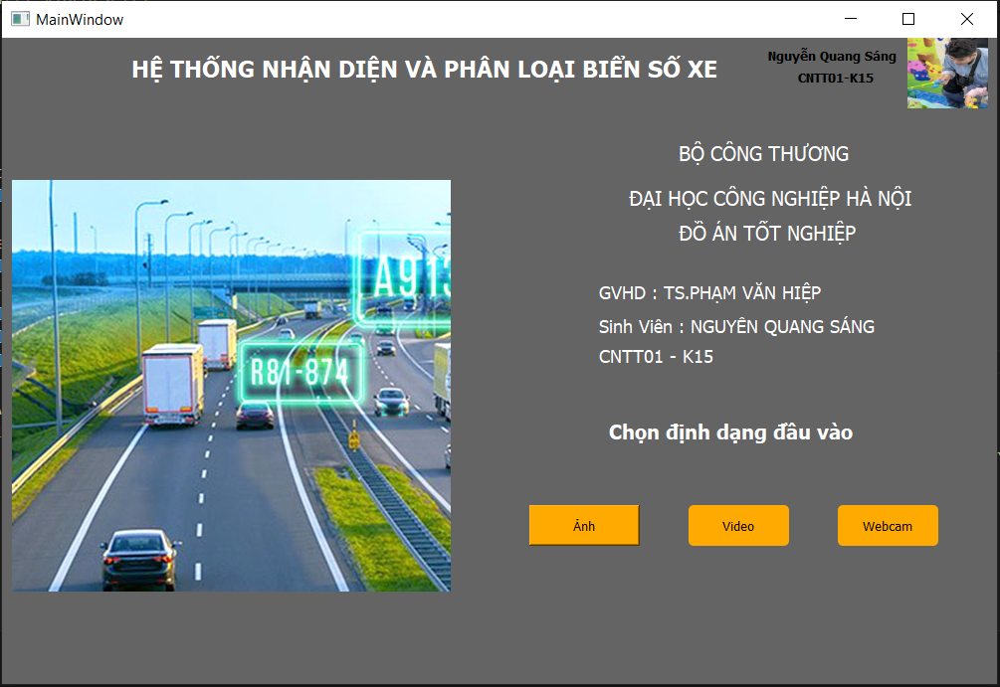 MainWindow
HỆ THỐNG NHẬN DIỆN VÀ PHÂN LOẠI BIỂN SỐ XE
Nguyễn Quang Sáng
CNTT01-K15
BỘ CÔNG THƯƠNG
ĐẠI HỌC CÔNG NGHIỆP HÀ NỘI
ĐỒ ÁN TỐT NGHIỆP
GVHD : TS.PHẠM VĂN HIỆP
Sinh Viên : NGUYỄN QUANG SÁNG
CNTT01 - K15
A913
R81-874
Chọn định dạng đầu vào
Ảnh
Video
Webcam